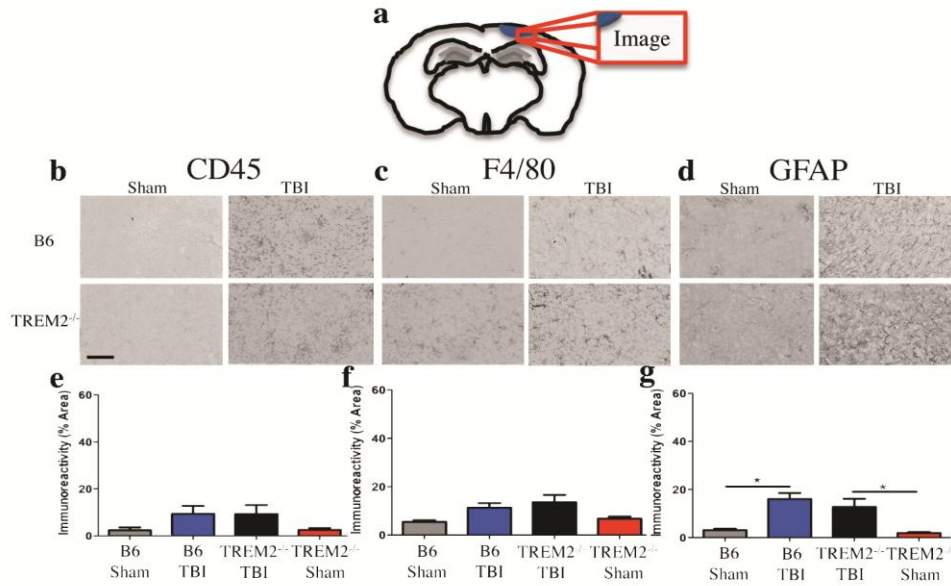 a
Image
b CD45 c F4/80 d GFAP
Sham TBI Sham TBI Sham TBI
B6
TREM2-/-
e f g
Immunoreactivity (% Area) Immunoreactivity (% Area) Immunoreactivity (% Area)
60 60 60
40 40 40
20 20 20
0 0 0
* *
B6 B6 TREM2-/- TREM2-/- B6 B6 TREM2-/- TREM2-/- B6 B6 TREM2-/- TREM2-/-
Sham TBI TBI Sham Sham TBI TBI Sham Sham TBI TBI Sham